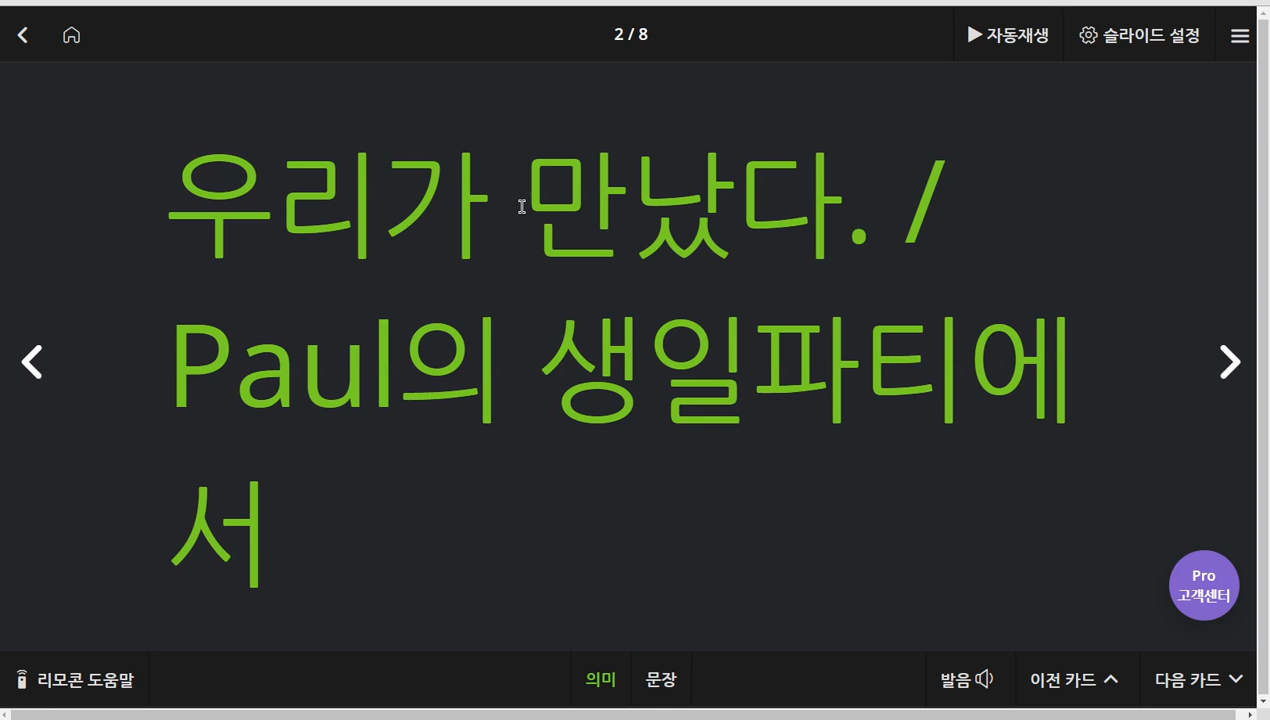 2 / 8
자동재생
슬라이드 설정
우리가 만났다. /
Paul의 생일파티에
서
Pro
고객센터
리모콘 도움말
의미
문장
발음
이전 카드
다음 카드